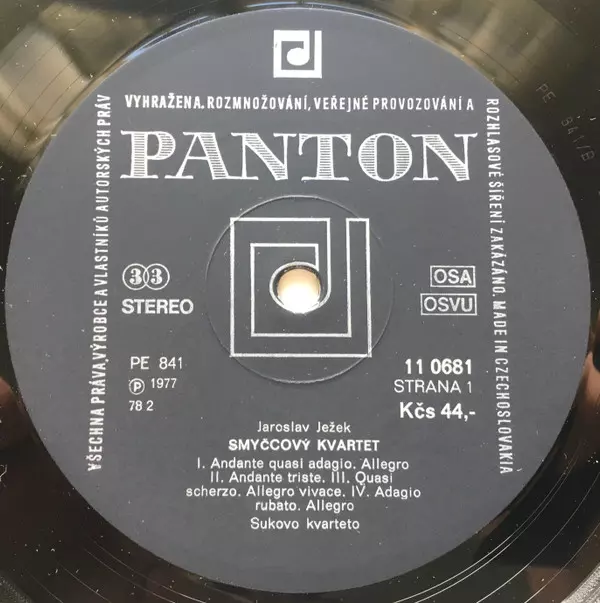 VŠECHNA PRÁVA, VÝROBCE A VLASTNÍKŮ AUTORSKÝCH PRÁV
VYHRAŽENA. ROZMNOŽOVÁNÍ, VEŘEJNÉ PROVOZOVÁNÍ A
ROZHLASOVÉ ŠÍŘENÍ ZAKÁZÁNO. MADE IN CZECHOSLOVAKIA
PANTON
33
STEREO
OSA
OSVU
PE 841
Ⓟ 1977
78 2
11 0681
STRANA 1
Kčs 44,-
Jaroslav Ježek
SMYČCOVÝ KVARTET
I. Andante quasi adagio. Allegro
II. Andante triste. III. Quasi
scherzo. Allegro vivace. IV. Adagio
rubato. Allegro
Sukovo kvarteto
PE 841/B